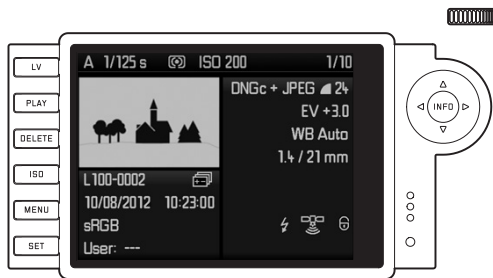 LV
PLAY
DELETE
ISO
MENU
SET
A 1/125 s ISO 200 1/10
DNGc + JPEG 24
EV +3.0
WB Auto
1.4 / 21 mm
L100-0002
10/08/2012 10:23:00
sRGB
User: ---
INFO